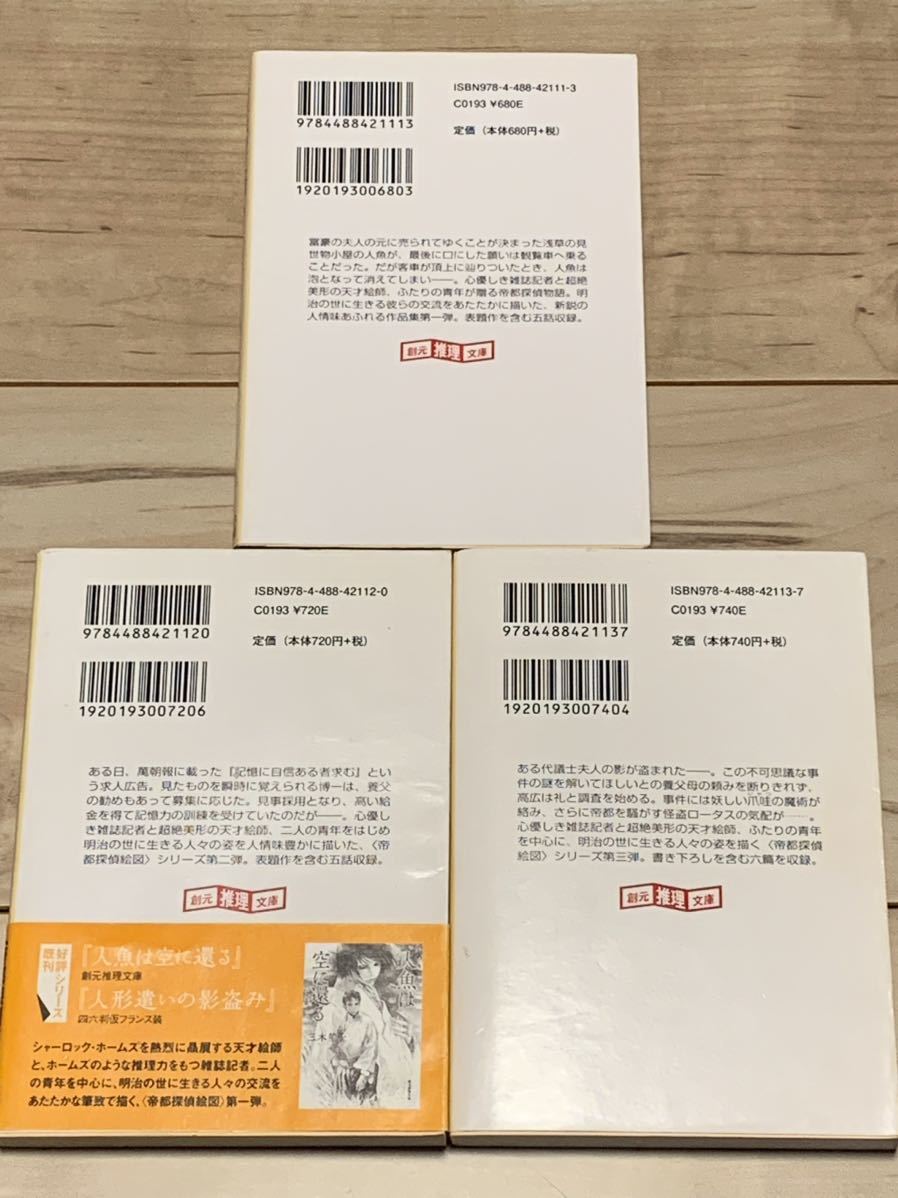 ISBN978-4-488-42111-3
C0193 ¥680E
9784488421113
定価（本体680円+税）
1920193006803
富豪の夫人の元に売られてゆくことが決まった浅草の見
世物小屋の人魚が、最後に口にした願いは観覧車へ乗る
ことだった。だが客車が頂上に辿りついたとき、人魚は
泡となって消えてしまい――。心優しき雑誌記者と超絶
美形の天才絵師、ふたりの青年が贈る帝都探偵物語。明
治の世に生きる彼らの交流をあたたかに描いた、新鋭の
人情味あふれる作品集第一弾。表題作を含む五話収録。
創元推理文庫
ISBN978-4-488-42112-0
C0193 ¥720E
9784488421120
定価（本体720円+税）
1920193007206
ある日、萬朝報に載った『記憶に自信ある者求む』とい
う求人広告。見たものを瞬時に覚えられる博一は、養父
の勧めもあって募集に応じた。見事採用となり、高い給
金を得て記憶力の訓練を受けていたのだが――。心優し
き雑誌記者と超絶美形の天才絵師、二人の青年をはじめ
明治の世に生きる人々の姿を人情味豊かに描いた、〈帝
都探偵絵図〉シリーズ第二弾。表題作を含む五話収録。
創元推理文庫
好評シリーズ
既刊
『人魚は空に還る』
創元推理文庫
『人形遣いの影盗み』
四六判仮フランス装
シャーロック・ホームズを熱烈に贔屓する天才絵師
と、ホームズのような推理力をもつ雑誌記者。二人
の青年を中心に、明治の世に生きる人々の交流を
あたたかな筆致で描く、〈帝都探偵絵図〉第一弾。
人魚は
空に還る
ISBN978-4-488-42113-7
C0193 ¥740E
9784488421137
定価（本体740円+税）
1920193007404
ある代議士夫人の影が盗まれた――。この不可思議な事
件の謎を解いてほしいとの養父母の頼みを断りきれず、
高広は礼と調査を始める。事件には妖しい爪哇の魔術が
絡み、さらに帝都を騒がす怪盗ロータスの気配が……。
心優しき雑誌記者と超絶美形の天才絵師、ふたりの青年
を中心に、明治の世に生きる人々の姿を描く〈帝都探偵
絵図〉シリーズ第三弾。書き下ろしを含む六篇を収録。
創元推理文庫